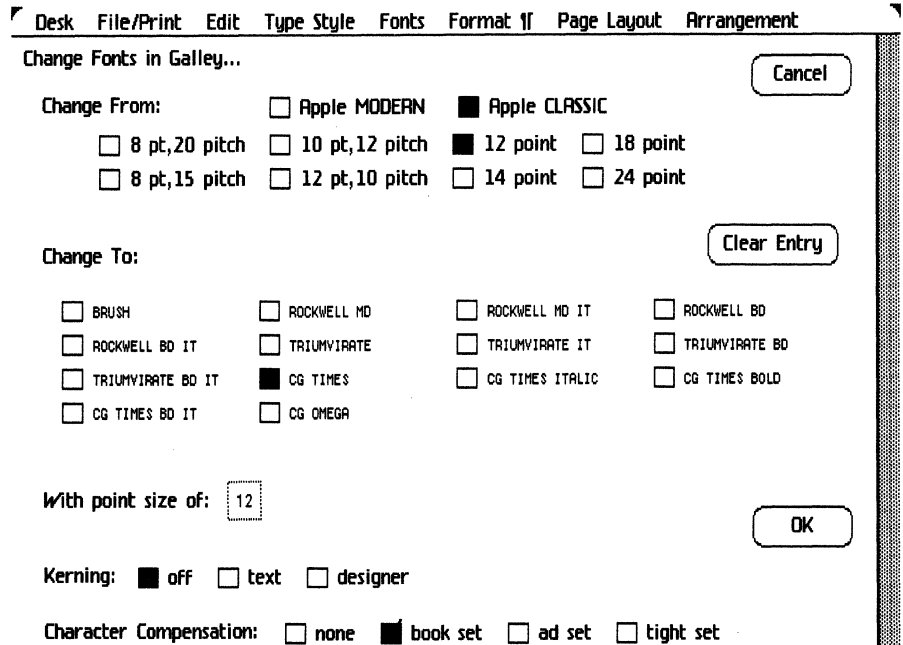 Desk File/Print Edit Type Style Fonts Format ¶ Page Layout Arrangement
Change Fonts in Galley...
Cancel
Change From: Apple MODERN Apple CLASSIC
8 pt,20 pitch 10 pt,12 pitch 12 point 18 point
8 pt,15 pitch 12 pt,10 pitch 14 point 24 point
Clear Entry
Change To:
BRUSH ROCKWELL MD ROCKWELL MD IT ROCKWELL BD
ROCKWELL BD IT TRIUMVIRATE TRIUMVIRATE IT TRIUMVIRATE BD
TRIUMVIRATE BD IT CG TIMES CG TIMES ITALIC CG TIMES BOLD
CG TIMES BD IT CG OMEGA
With point size of: 12
OK
Kerning: off text designer
Character Compensation: none book set ad set tight set